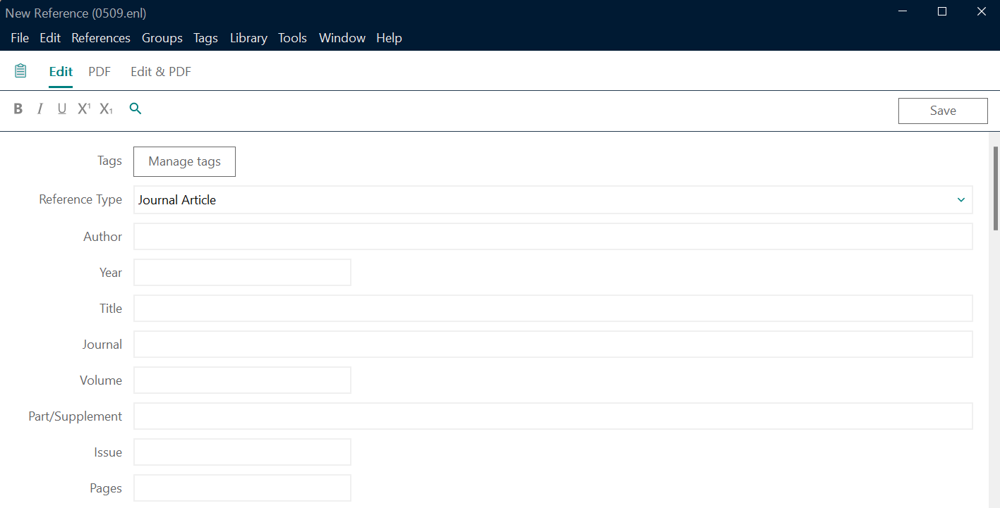 New Reference (0509.enl)
File Edit References Groups Tags Library Tools Window Help
Edit PDF Edit & PDF
B I U X¹ X₁
Save
Tags Manage tags
Reference Type Journal Article
Author
Year
Title
Journal
Volume
Part/Supplement
Issue
Pages